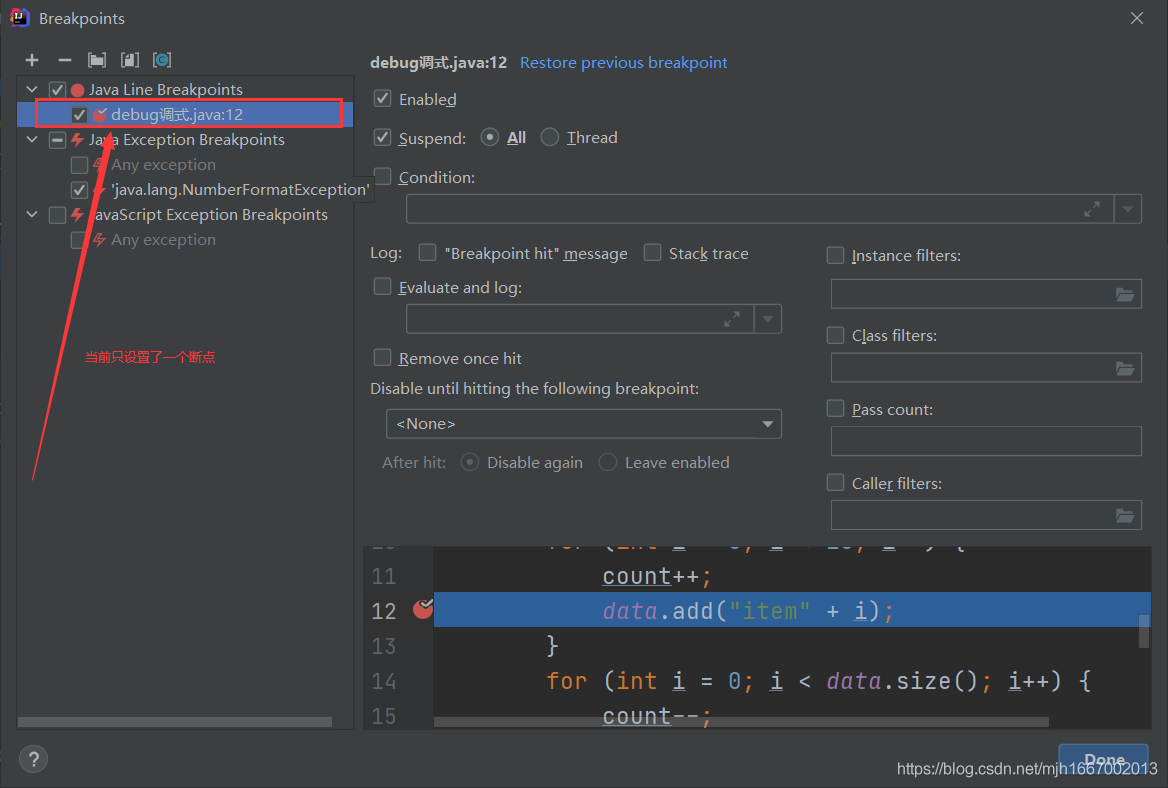 Breakpoints
debug调式.java:12 Restore previous breakpoint
Java Line Breakpoints
debug调式.java:12
Java Exception Breakpoints
Any exception
'java.lang.NumberFormatException'
JavaScript Exception Breakpoints
Any exception
当前只设置了一个断点
Enabled
Suspend: All Thread
Condition:
Log: "Breakpoint hit" message Stack trace
Evaluate and log:
Remove once hit
Disable until hitting the following breakpoint:
<None>
After hit: Disable again Leave enabled
Instance filters:
Class filters:
Pass count:
Caller filters:
11 count++;
12 data.add("item" + i);
13 }
14 for (int i = 0; i < data.size(); i++) {
15 count--;
?
Done
https://blog.csdn.net/mjh1667002013